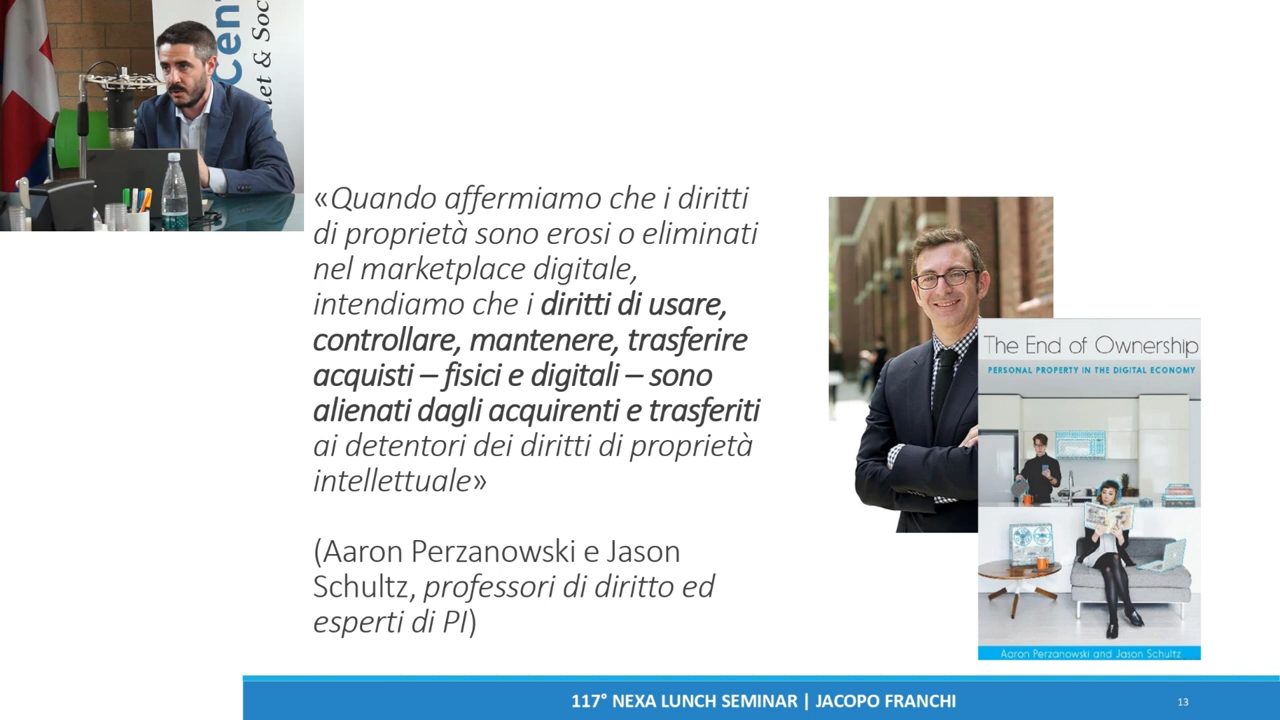 Cent
net & Soc
«Quando affermiamo che i diritti
di proprietà sono erosi o eliminati
nel marketplace digitale,
intendiamo che i diritti di usare,
controllare, mantenere, trasferire
acquisti – fisici e digitali – sono
alienati dagli acquirenti e trasferiti
ai detentori dei diritti di proprietà
intellettuale»
(Aaron Perzanowski e Jason
Schultz, professori di diritto ed
esperti di PI)
The End of Ownership
PERSONAL PROPERTY IN THE DIGITAL ECONOMY
Aaron Perzanowski and Jason Schultz
117° NEXA LUNCH SEMINAR | JACOPO FRANCHI
13